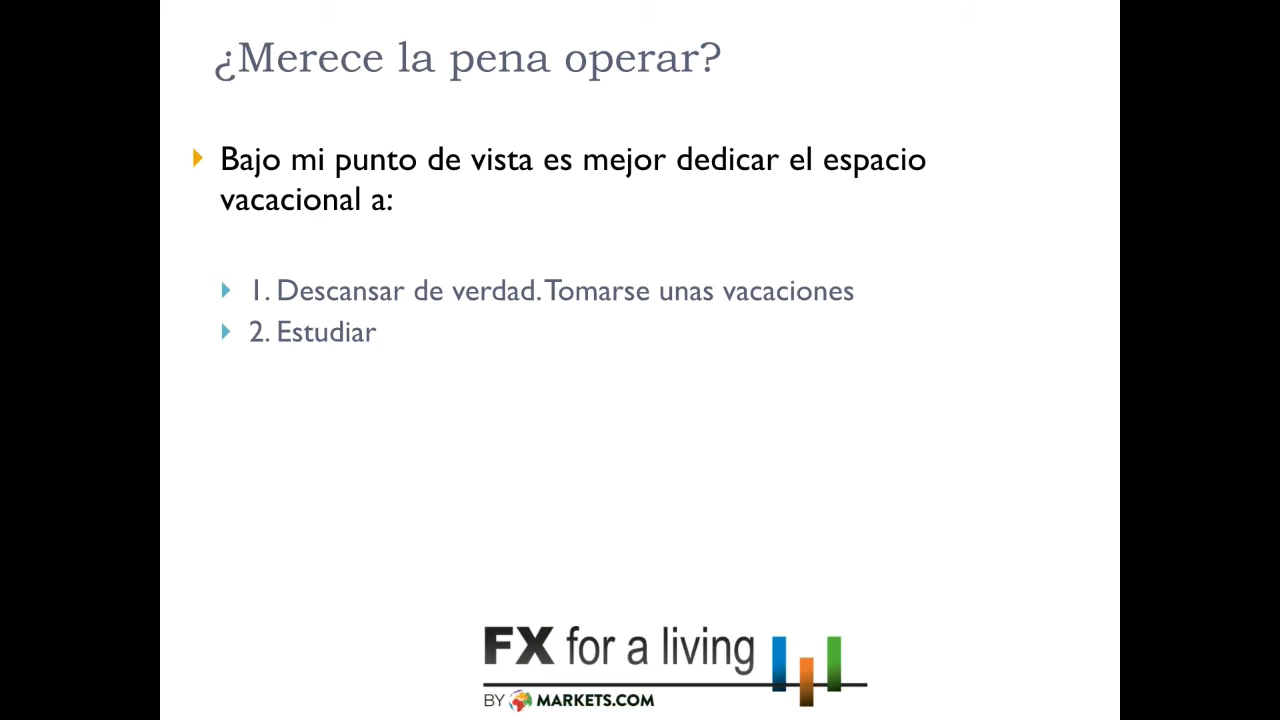 ¿Merece la pena operar?
Bajo mi punto de vista es mejor dedicar el espacio
vacacional a:
1. Descansar de verdad. Tomarse unas vacaciones
2. Estudiar
FX for a living
BY MARKETS.COM